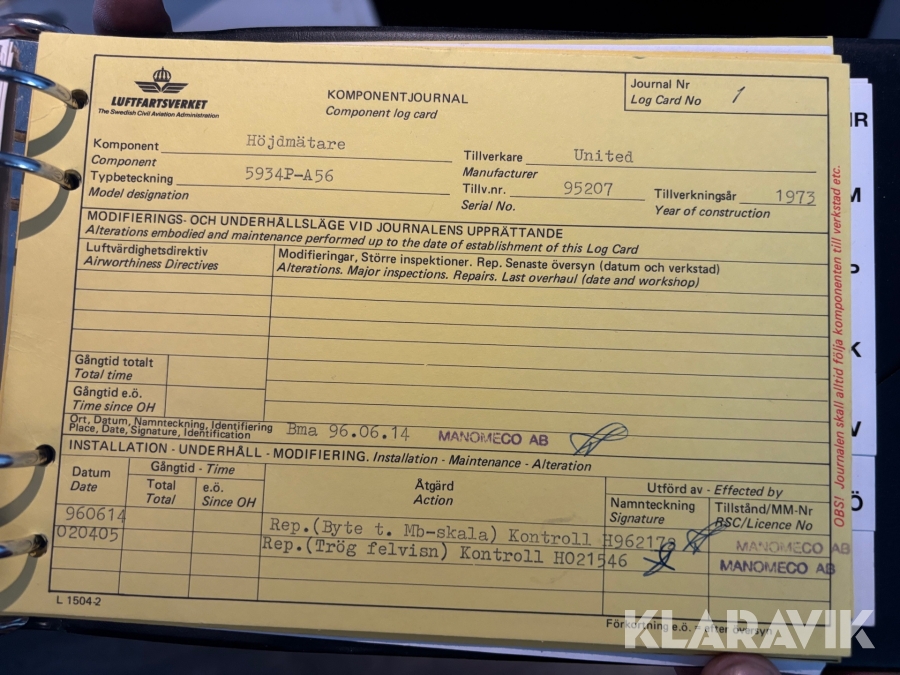 LUFTFARTSVERKET
The Swedish Civil Aviation Administration
KOMPONENTJOURNAL
Component log card
Journal Nr
Log Card No 1
Komponent Höjdmätare
Component
Typbeteckning 5934P-A56
Model designation
Tillverkare United
Manufacturer
Tillv.nr. 95207
Serial No.
Tillverkningsår 1973
Year of construction
MODIFIERINGS- OCH UNDERHÅLLSLÄGE VID JOURNALENS UPPRÄTTANDE
Alterations embodied and maintenance performed up to the date of establishment of this Log Card
Luftvärdighetsdirektiv
Airworthiness Directives
Modifieringar, Större inspektioner. Rep. Senaste översyn (datum och verkstad)
Alterations. Major inspections. Repairs. Last overhaul (date and workshop)
Gångtid totalt
Total time
Gångtid e.ö.
Time since OH
Ort, Datum, Namnteckning, Identifiering
Place, Date, Signature, Identification
Bma 96.06.14 MANOMECO AB
INSTALLATION - UNDERHÅLL - MODIFIERING. Installation - Maintenance - Alteration
Datum
Date
Gångtid - Time
Total
Total
e.ö.
Since OH
Åtgärd
Action
Utförd av - Effected by
Namnteckning
Signature
Tillstånd/MM-Nr
RSC/Licence No
960614 Rep.(Byte t. Mb-skala) Kontroll H962173 MANOMECO AB
020405 Rep.(Trög felvisn) Kontroll H021546 MANOMECO AB
L 1504-2
Förkortning e.ö. = efter översyn
OBS! Journalen skall alltid följa komponenten till verkstad etc.
HR
M
P
K
V
Ö
KLARAVIK